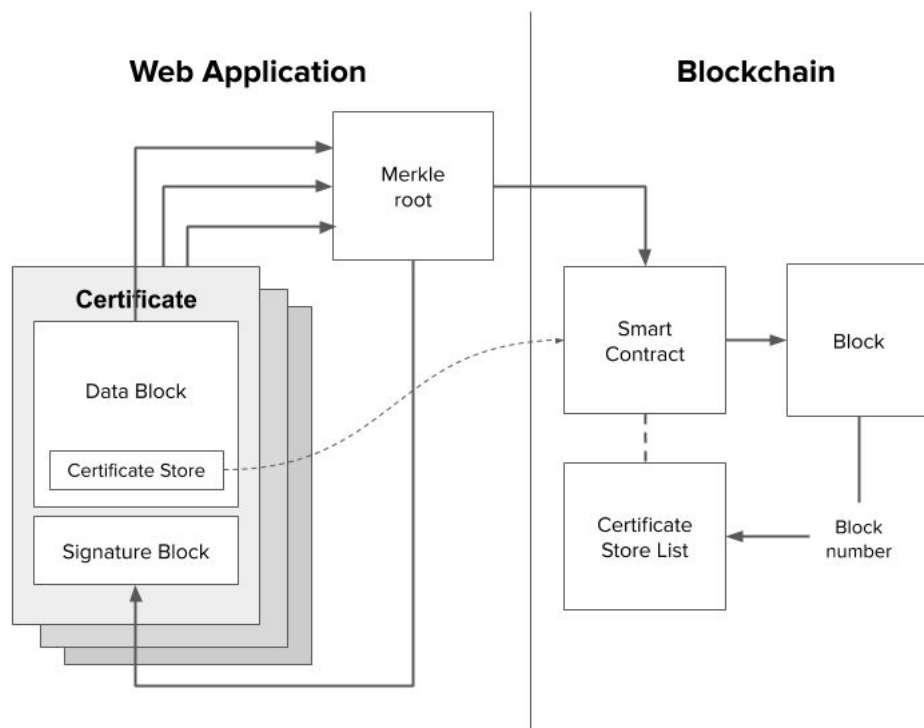 Web Application
Blockchain
Merkle
root
Certificate
Data Block
Certificate Store
Signature Block
Smart
Contract
Block
Certificate
Store List
Block
number